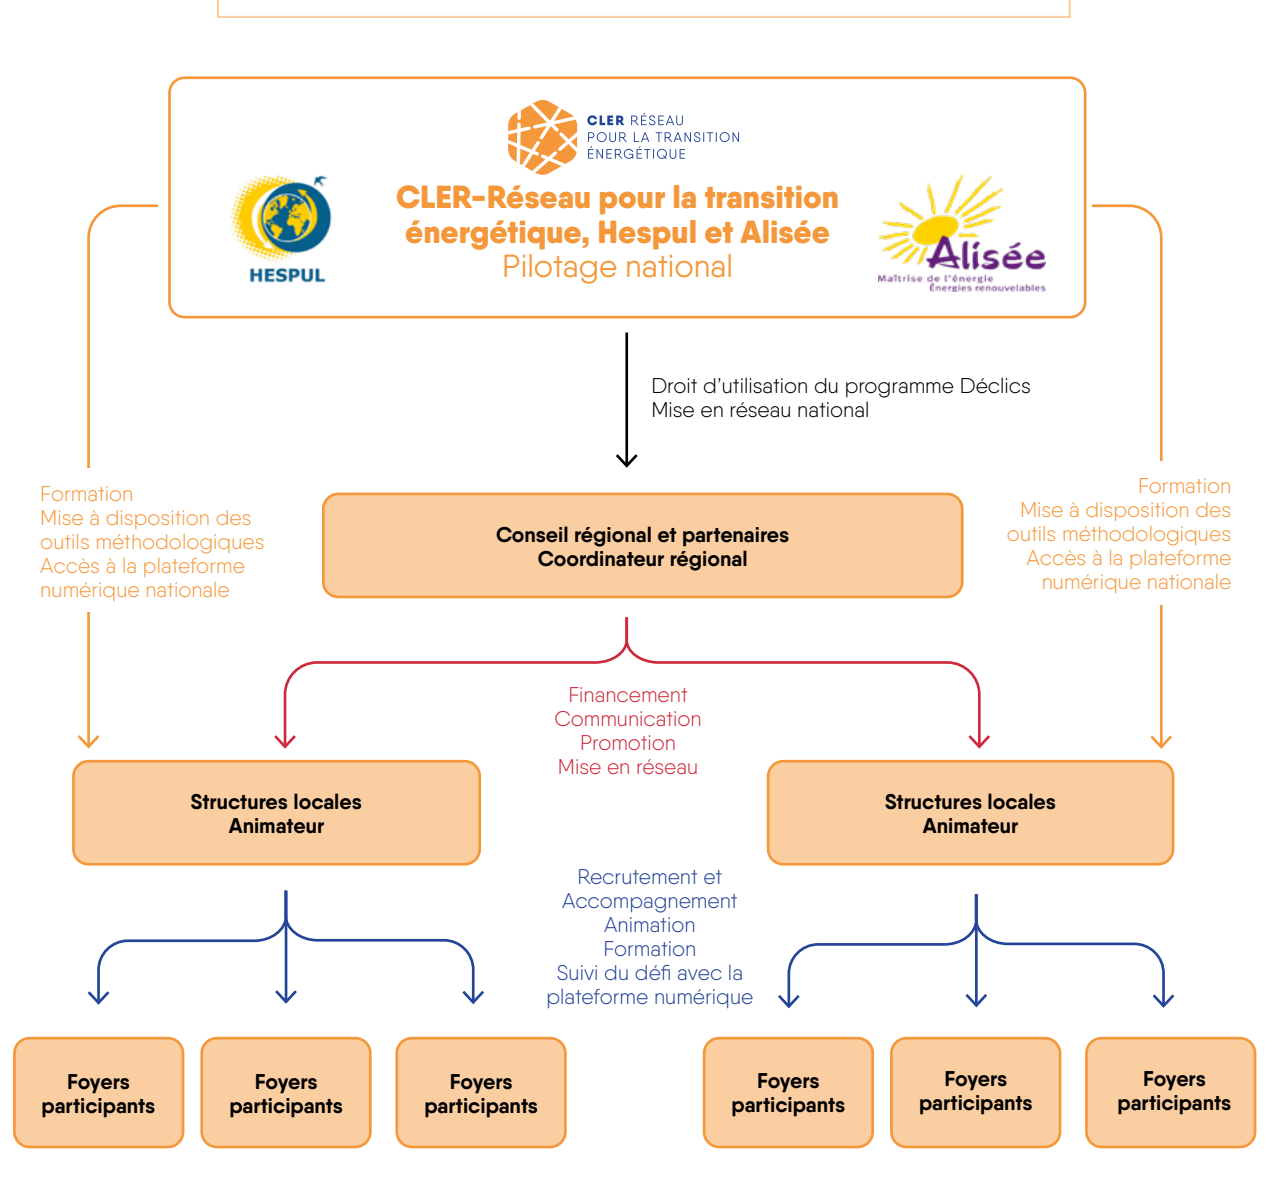 CLER RÉSEAU
POUR LA TRANSITION
ÉNERGÉTIQUE
HESPUL
CLER-Réseau pour la transition
énergétique, Hespul et Alisée
Pilotage national
Alisée
Maîtrise de l'énergie
Énergies renouvelables
Droit d'utilisation du programme Déclics
Mise en réseau national
Formation
Mise à disposition des
outils méthodologiques
Accès à la plateforme
numérique nationale
Formation
Mise à disposition des
outils méthodologiques
Accès à la plateforme
numérique nationale
Conseil régional et partenaires
Coordinateur régional
Financement
Communication
Promotion
Mise en réseau
Structures locales
Animateur
Structures locales
Animateur
Recrutement et
Accompagnement
Animation
Formation
Suivi du défi avec la
plateforme numérique
Foyers
participants
Foyers
participants
Foyers
participants
Foyers
participants
Foyers
participants
Foyers
participants